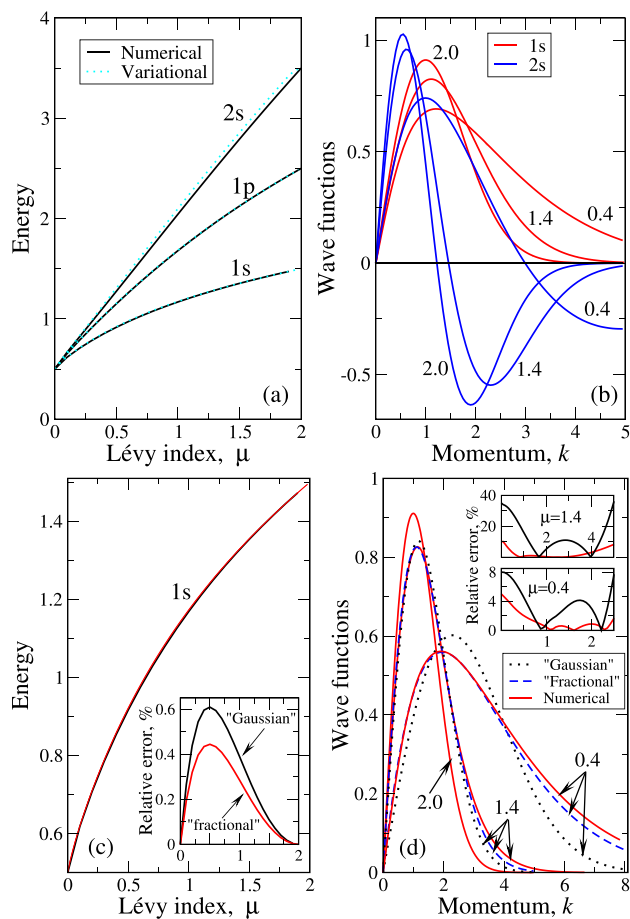 4
3
2
1
0
Energy
Numerical
Variational
2s
1p
1s
(a)
0 0.5 1 1.5 2
Lévy index, μ
1
0.5
0
-0.5
Wave functions
1s
2s
2.0
1.4
0.4
0.4
2.0
1.4
(b)
0 1 2 3 4 5
Momentum, k
1.4
1.2
1.0
0.8
0.6
Energy
1s
0.6
0.4
0.2
0
Relative error, %
"Gaussian"
"fractional"
0 1 2
(c)
0 0.5 1 1.5 2
Lévy index, μ
1
0.8
0.6
0.4
0.2
0
Wave functions
40
20
0
μ=1.4
2 4
8
4
0
μ=0.4
1 2
Relative error, %
"Gaussian"
"Fractional"
Numerical
0.4
2.0
1.4
(d)
0 2 4 6 8
Momentum, k